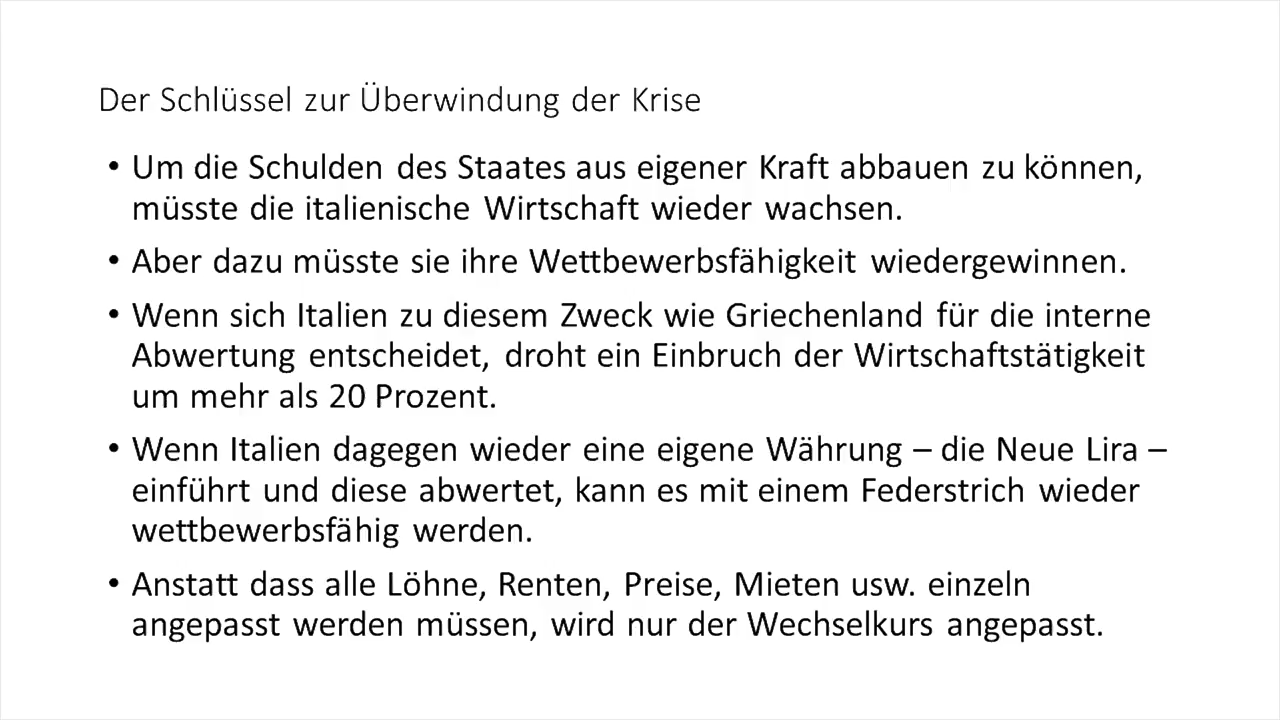 Der Schlüssel zur Überwindung der Krise
• Um die Schulden des Staates aus eigener Kraft abbauen zu können,
müsste die italienische Wirtschaft wieder wachsen.
• Aber dazu müsste sie ihre Wettbewerbsfähigkeit wiedergewinnen.
• Wenn sich Italien zu diesem Zweck wie Griechenland für die interne
Abwertung entscheidet, droht ein Einbruch der Wirtschaftstätigkeit
um mehr als 20 Prozent.
• Wenn Italien dagegen wieder eine eigene Währung – die Neue Lira –
einführt und diese abwertet, kann es mit einem Federstrich wieder
wettbewerbsfähig werden.
• Anstatt dass alle Löhne, Renten, Preise, Mieten usw. einzeln
angepasst werden müssen, wird nur der Wechselkurs angepasst.